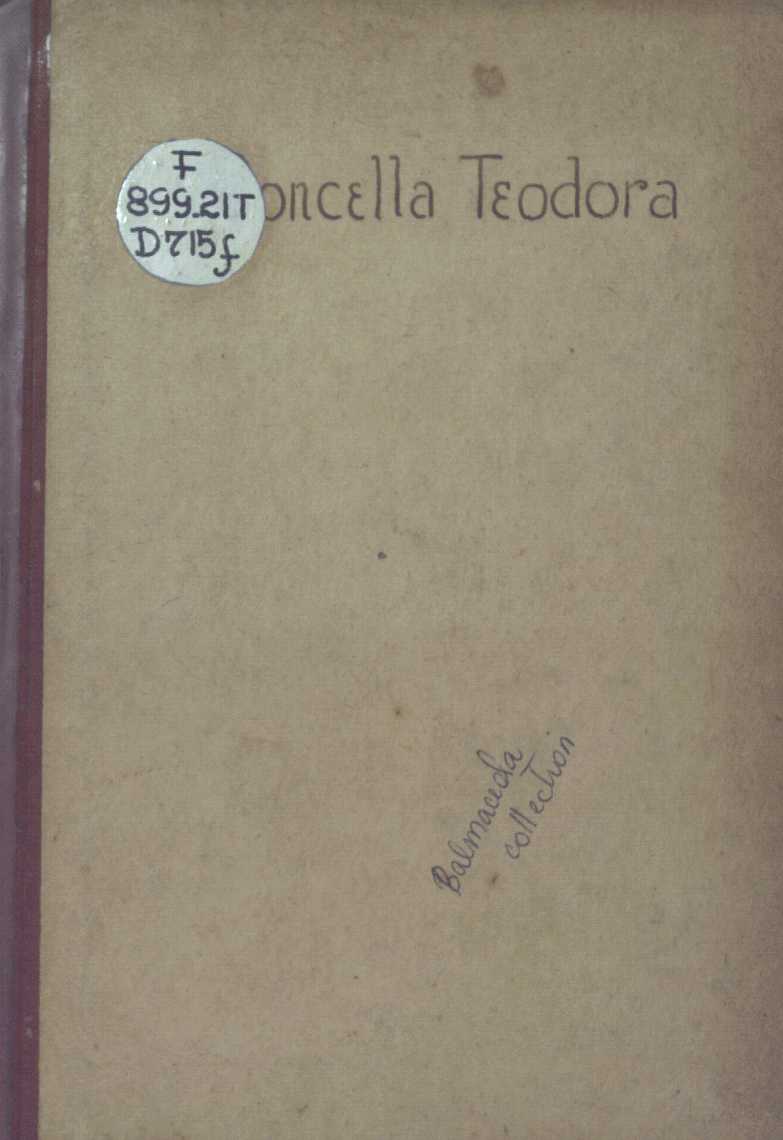 F
899.21T
D715f
oncella Teodora
Balmaceda
collection